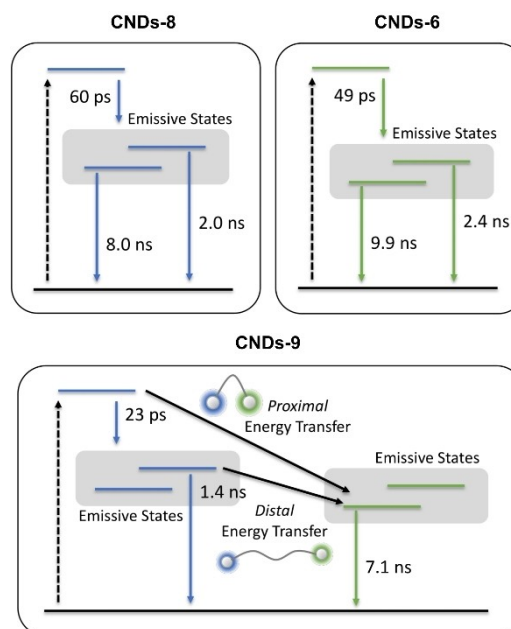 CNDs-8
60 ps
Emissive States
8.0 ns
2.0 ns
CNDs-6
49 ps
Emissive States
9.9 ns
2.4 ns
CNDs-9
23 ps
Proximal
Energy Transfer
Emissive States
1.4 ns
Emissive States
Distal
Energy Transfer
7.1 ns